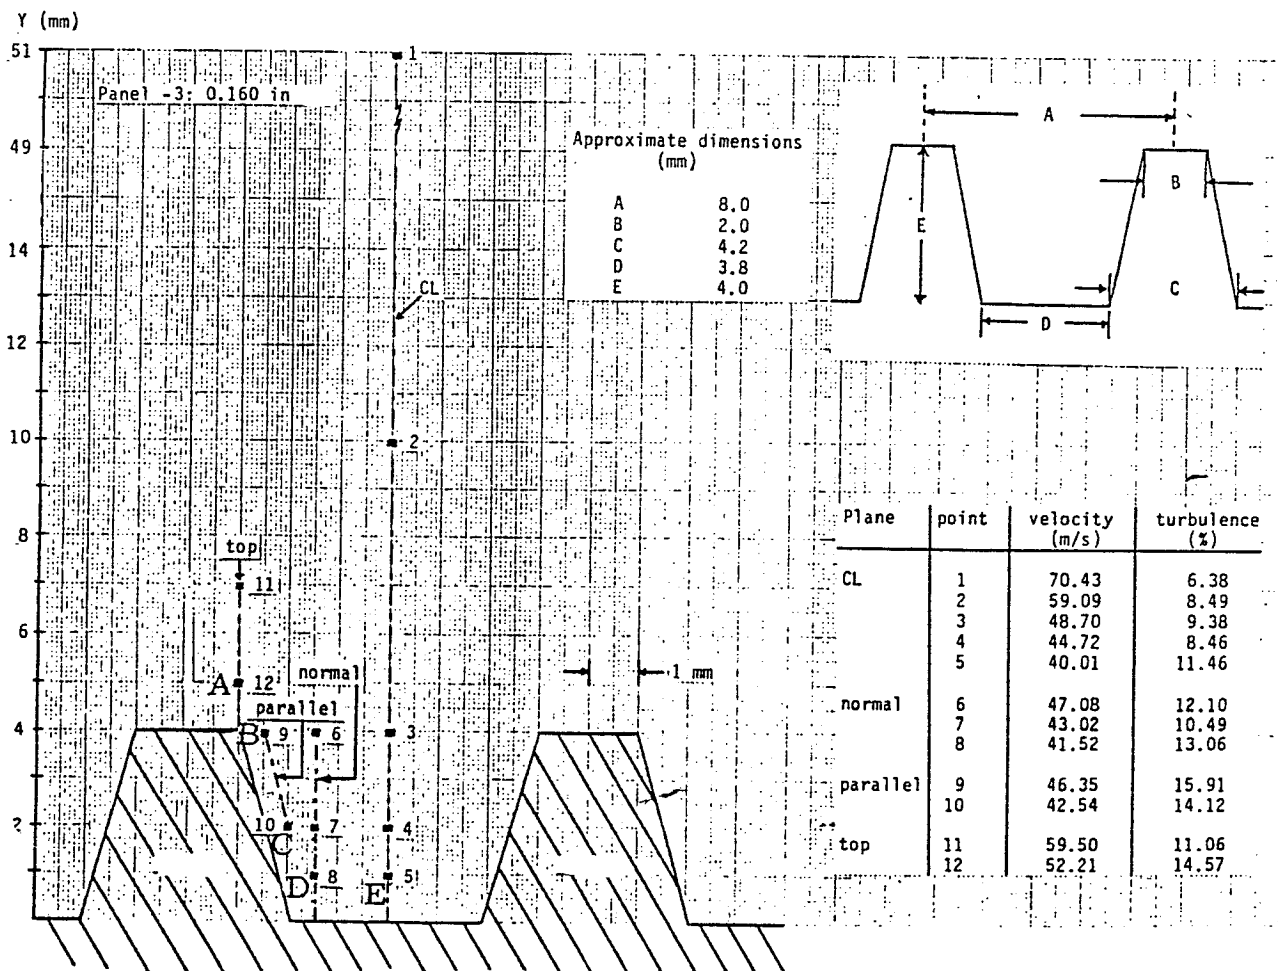 Y (mm)
51
49
14
12
10
8
6
4
2
Panel -3: 0.160 in
1
CL
2
top
11
A 12
normal
parallel
B 9 6 3
10 7 4
C
D 8 E 5
1 mm
Approximate dimensions
(mm)
A 8.0
B 2.0
C 4.2
D 3.8
E 4.0
A
B
E
C
D
Plane point velocity turbulence
(m/s) (%)
CL 1 70.43 6.38
2 59.09 8.49
3 48.70 9.38
4 44.72 8.46
5 40.01 11.46
normal 6 47.08 12.10
7 43.02 10.49
8 41.52 13.06
parallel 9 46.35 15.91
10 42.54 14.12
top 11 59.50 11.06
12 52.21 14.57